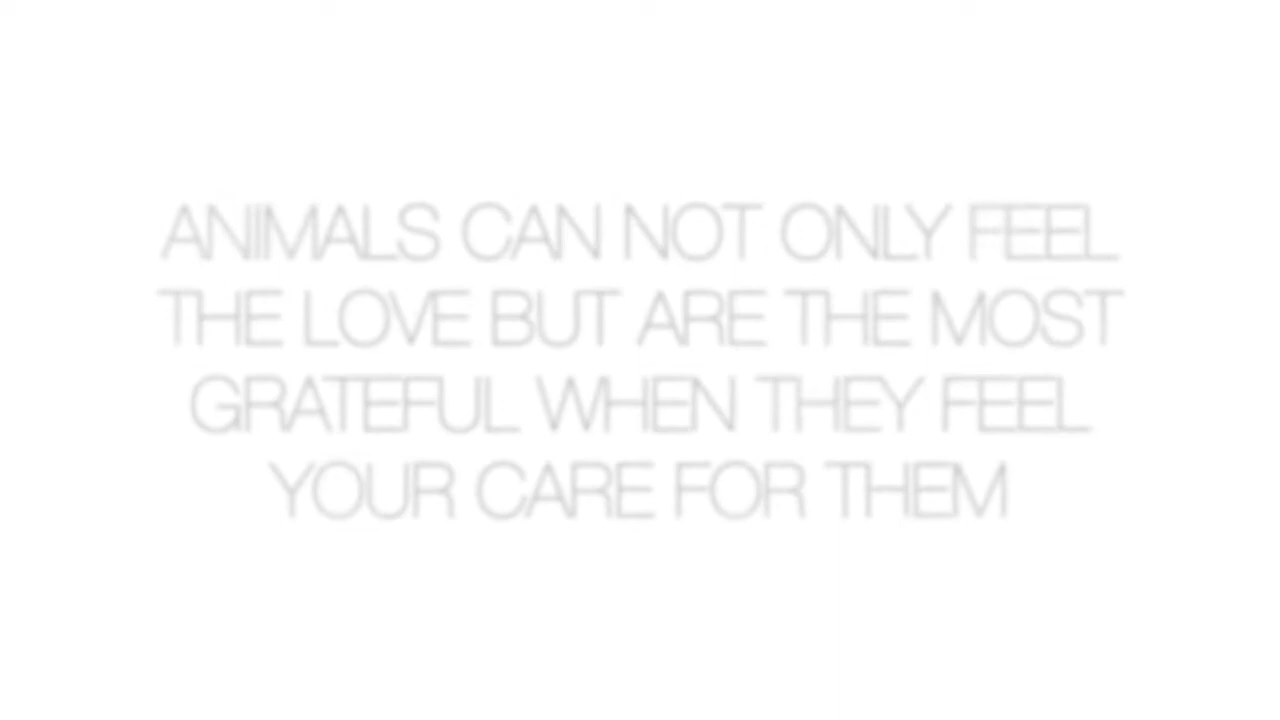 ANIMALS CAN NOT ONLY FEEL
THE LOVE BUT ARE THE MOST
GRATEFUL WHEN THEY FEEL
YOUR CARE FOR THEM